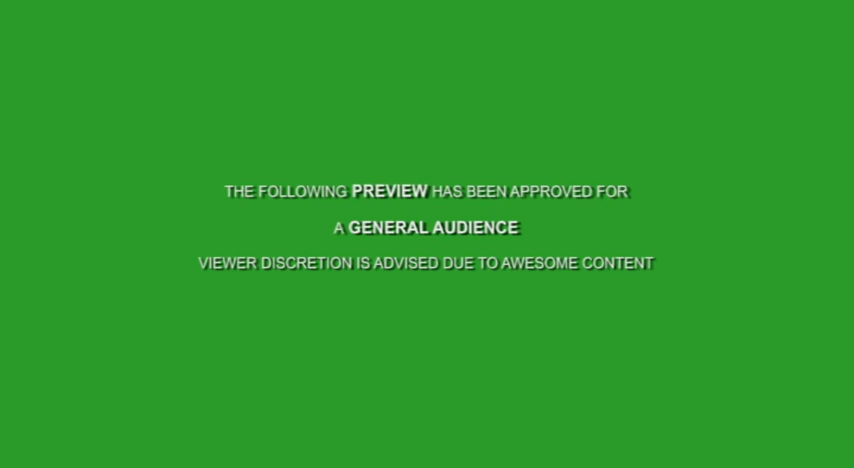 THE FOLLOWING PREVIEW HAS BEEN APPROVED FOR
A GENERAL AUDIENCE
VIEWER DISCRETION IS ADVISED DUE TO AWESOME CONTENT